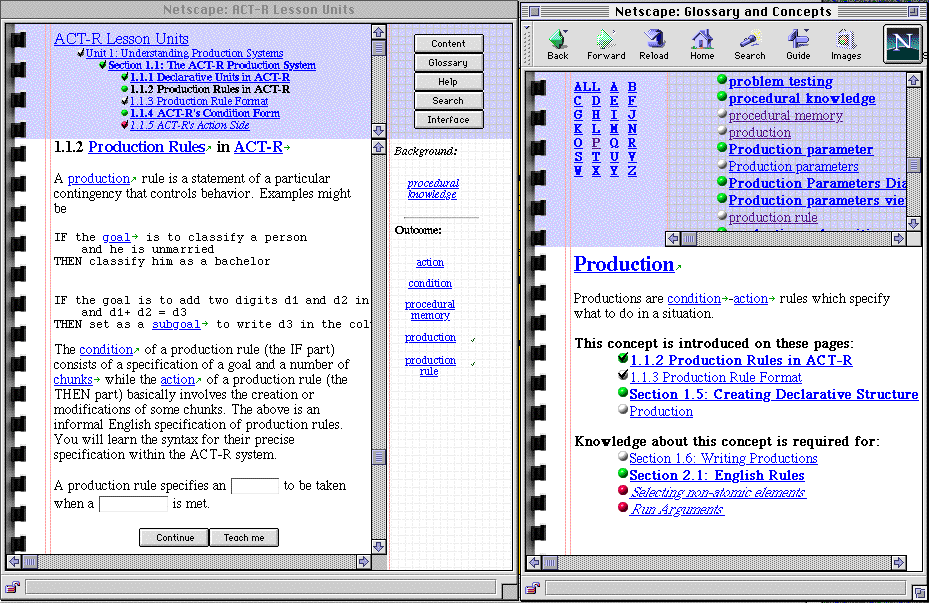 Netscape: ACT-R Lesson Units
ACT-R Lesson Units
Unit 1: Understanding Production Systems
Section 1.1: The ACT-R Production System
1.1.1 Declarative Units in ACT-R
1.1.2 Production Rules in ACT-R
1.1.3 Production Rule Format
1.1.4 ACT-R's Condition Form
1.1.5 ACT-R's Action Side
Content
Glossary
Help
Search
Interface
1.1.2 Production Rules in ACT-R
A production rule is a statement of a particular
contingency that controls behavior. Examples might
be
IF the goal is to classify a person
and he is unmarried
THEN classify him as a bachelor
IF the goal is to add two digits d1 and d2 in
and d1+ d2 = d3
THEN set as a subgoal to write d3 in the col
The condition of a production rule (the IF part)
consists of a specification of a goal and a number of
chunks while the action of a production rule (the
THEN part) basically involves the creation or
modifications of some chunks. The above is an
informal English specification of production rules.
You will learn the syntax for their precise
specification within the ACT-R system.
A production rule specifies an to be taken
when a is met.
Continue
Teach me
Background:
procedural
knowledge
Outcome:
action
condition
procedural
memory
production
production
rule
Netscape: Glossary and Concepts
Back Forward Reload Home Search Guide Images
N
ALL A B
C D E F
G H I J
K L M N
O P Q R
S T U V
W X Y Z
problem testing
procedural knowledge
procedural memory
production
Production parameter
Production parameters
Production Parameters Dia
Production parameters vie
production rule
Production
Productions are condition-action rules which specify
what to do in a situation.
This concept is introduced on these pages:
1.1.2 Production Rules in ACT-R
1.1.3 Production Rule Format
Section 1.5: Creating Declarative Structure
Production
Knowledge about this concept is required for:
Section 1.6: Writing Productions
Section 2.1: English Rules
Selecting non-atomic elements
Run Arguments